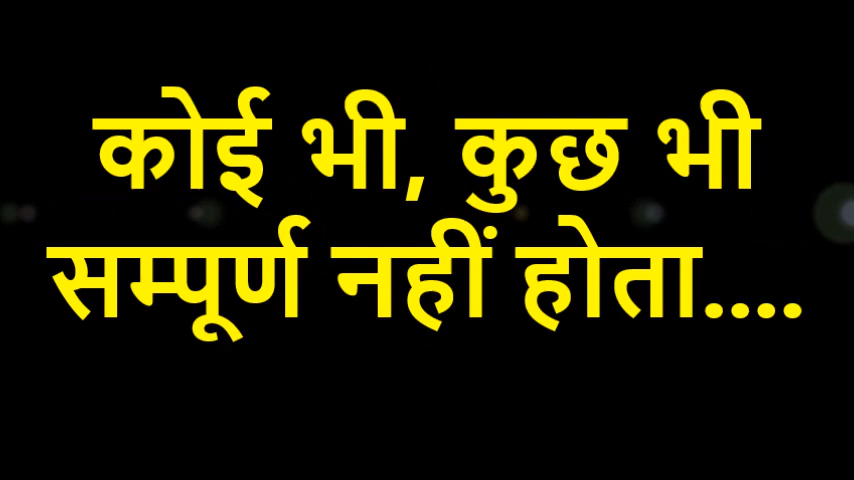 कोई भी, कुछ भी
सम्पूर्ण नहीं होता....